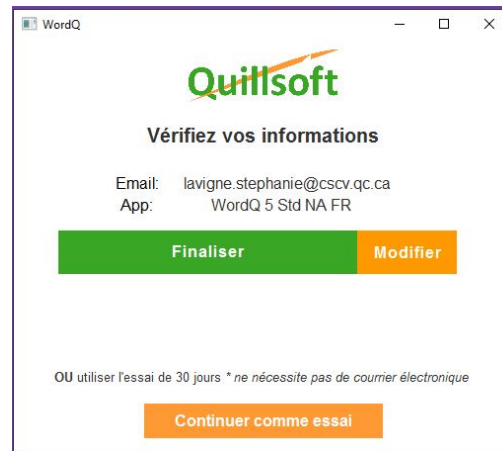 WordQ
Quillsoft
Vérifiez vos informations
Email: lavigne.stephanie@cscv.qc.ca
App: WordQ 5 Std NA FR
Finaliser Modifier
OU utiliser l'essai de 30 jours * ne nécessite pas de courrier électronique
Continuer comme essai